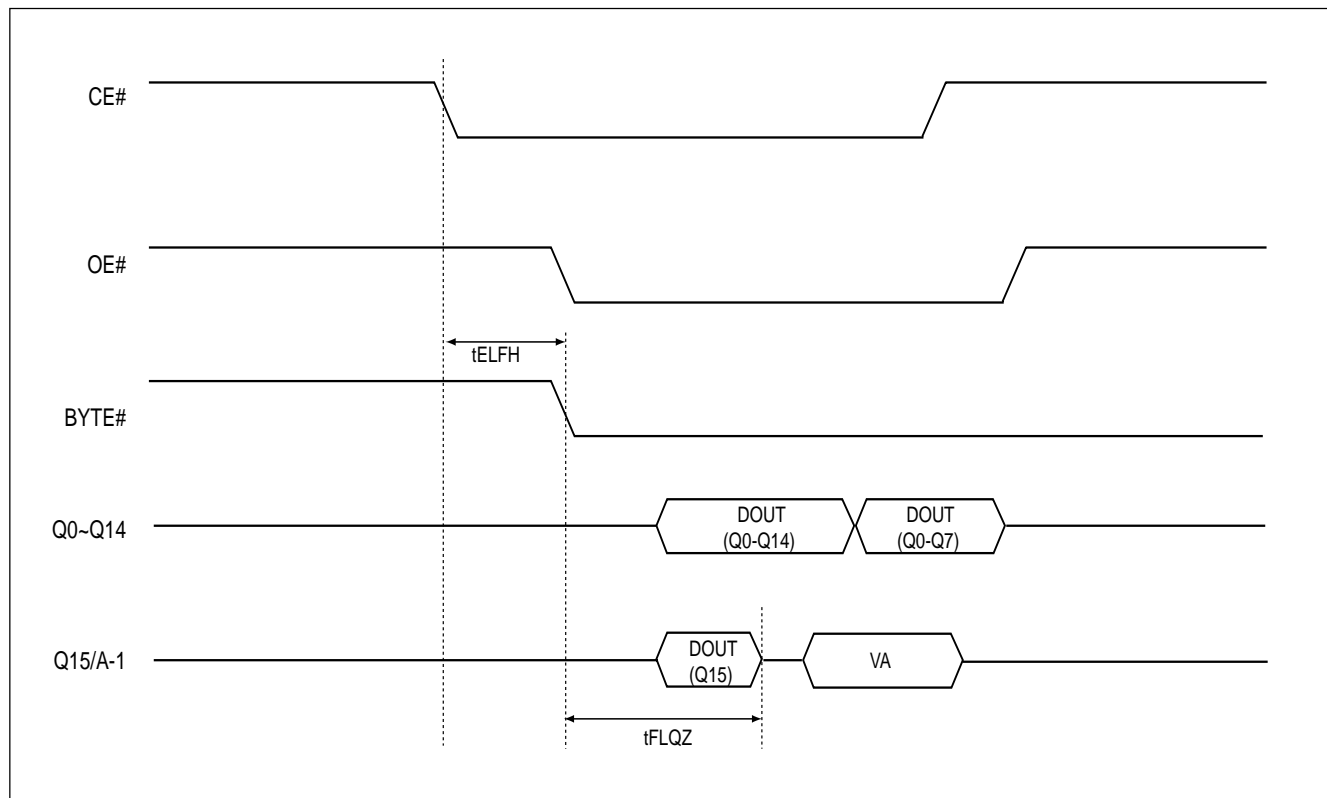 CE#
OE#
tELFH
BYTE#
Q0~Q14
DOUT
(Q0-Q14)
DOUT
(Q0-Q7)
Q15/A-1
DOUT
(Q15)
VA
tFLQZ